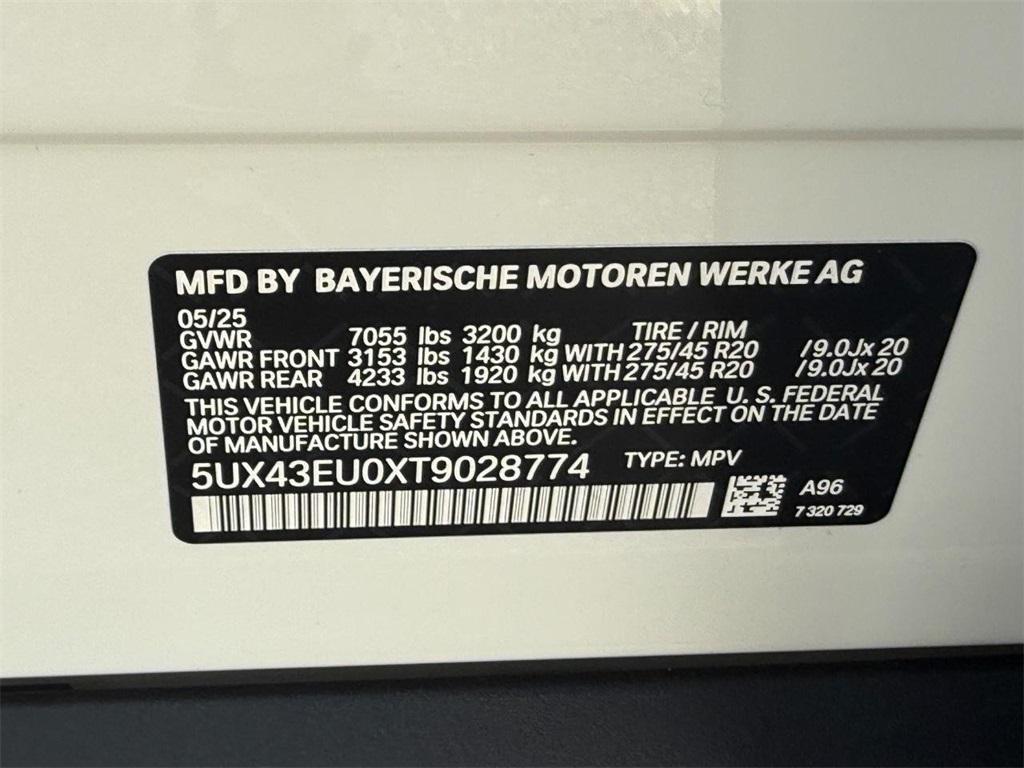 MFD BY BAYERISCHE MOTOREN WERKE AG
05/25
GVWR 7055 lbs 3200 kg TIRE / RIM
GAWR FRONT 3153 lbs 1430 kg WITH 275/45 R20 /9.0Jx 20
GAWR REAR 4233 lbs 1920 kg WITH 275/45 R20 /9.0Jx 20
THIS VEHICLE CONFORMS TO ALL APPLICABLE U. S. FEDERAL
MOTOR VEHICLE SAFETY STANDARDS IN EFFECT ON THE DATE
OF MANUFACTURE SHOWN ABOVE.
5UX43EU0XT9028774 TYPE: MPV
A96
7 320 729